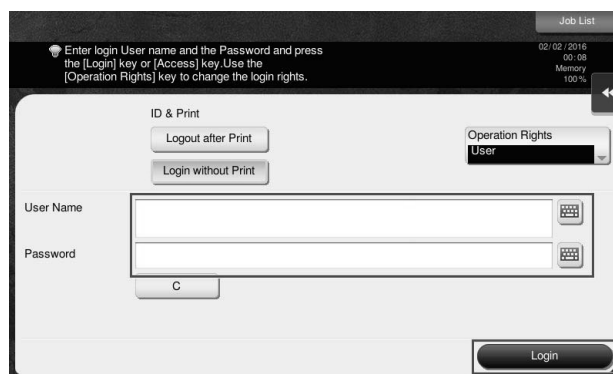 Job List
Enter login User name and the Password and press
the [Login] key or [Access] key.Use the
[Operation Rights] key to change the login rights.
02/02/2016
00:08
Memory
100%
ID & Print
Logout after Print
Operation Rights
User
Login without Print
User Name
Password
C
Login